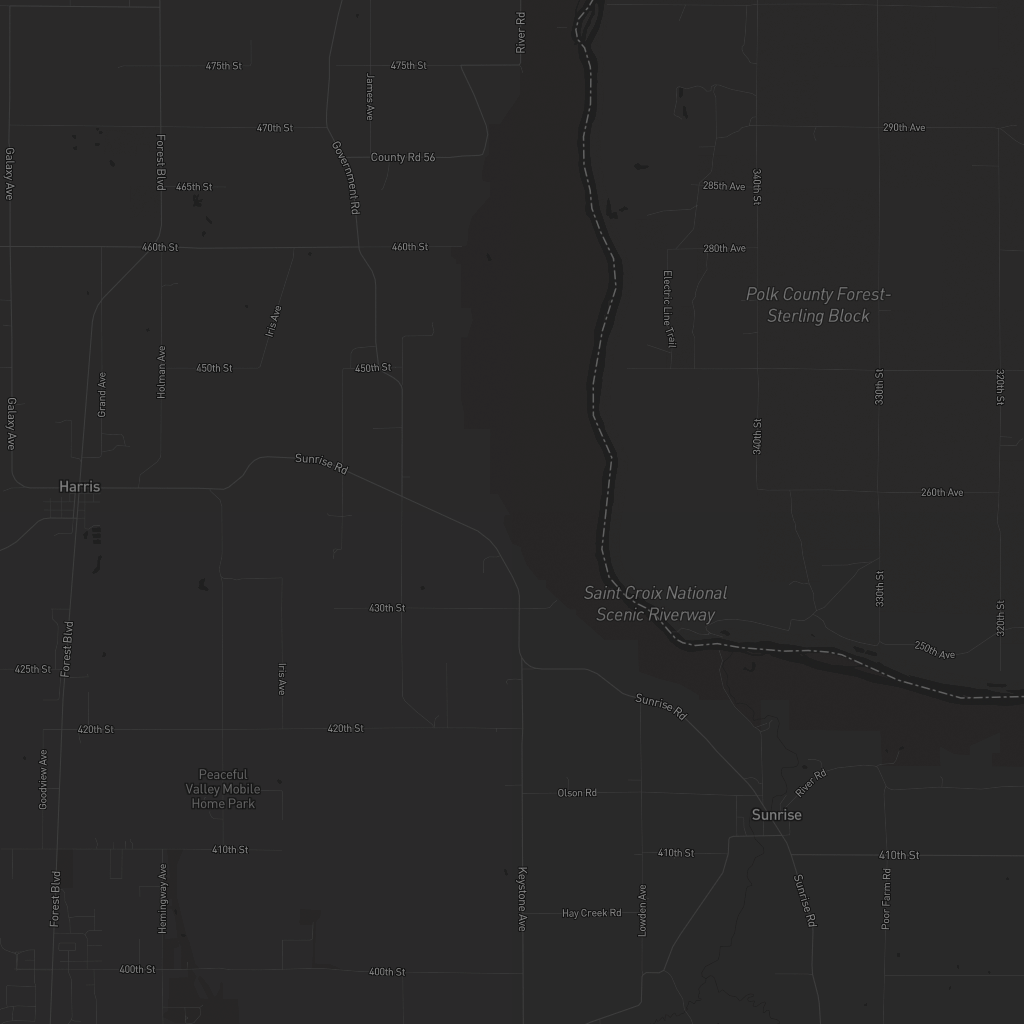 River Rd
475th St
475th St
James Ave
470th St
290th Ave
Galaxy Ave
Forest Blvd
Government Rd
County Rd 56
465th St
285th Ave
340th St
460th St
460th St
280th Ave
Electric Line Trail
Polk County Forest-
Sterling Block
Iris Ave
Holman Ave
450th St
450th St
Grand Ave
Galaxy Ave
330th St
320th St
340th St
Sunrise Rd
Harris
260th Ave
430th St
Saint Croix National
Scenic Riverway
330th St
320th St
Forest Blvd
425th St
Iris Ave
250th Ave
Sunrise Rd
420th St
420th St
Goodview Ave
Peaceful
Valley Mobile
Home Park
Olson Rd
River Rd
Sunrise
410th St
410th St
410th St
Forest Blvd
Hemingway Ave
Keystone Ave
Hay Creek Rd
Lowden Ave
Sunrise Rd
Poor Farm Rd
400th St
400th St